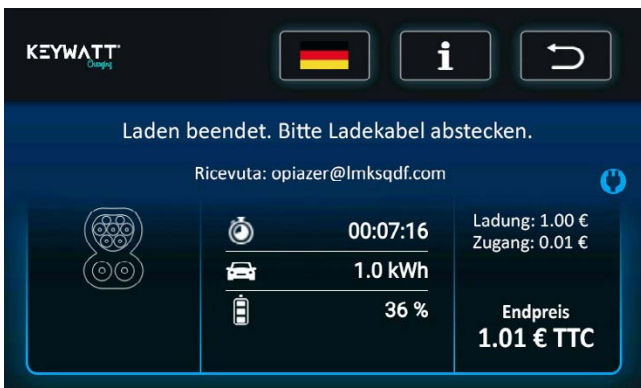 KEYWATT
Charging
i
Laden beendet. Bitte Ladekabel abstecken.
Ricevuta: opiazer@lmksqdf.com
00:07:16
1.0 kWh
36 %
Ladung: 1.00 €
Zugang: 0.01 €
Endpreis
1.01 € TTC